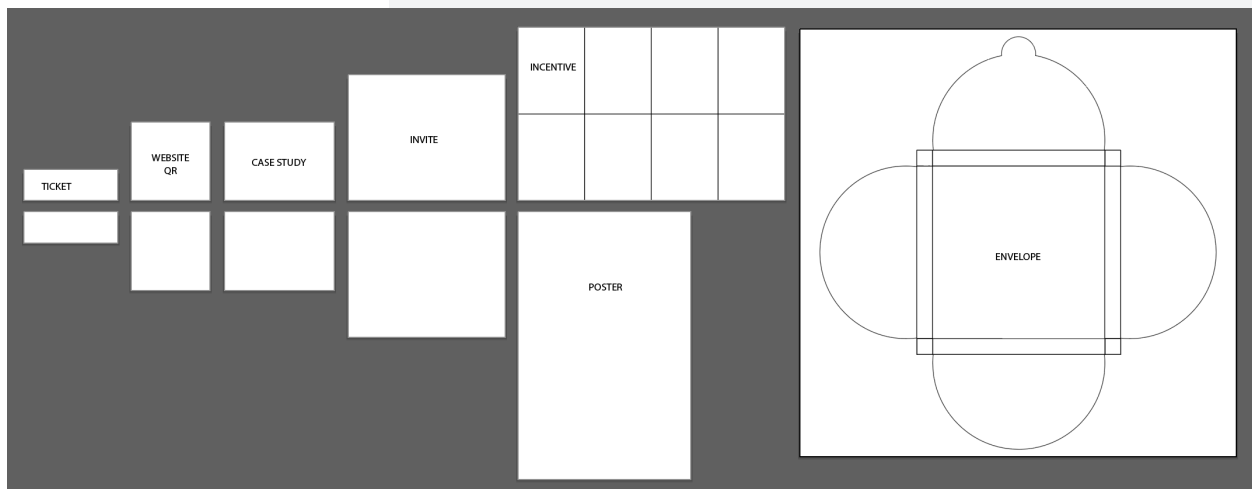 TICKET
WEBSITE
QR
CASE STUDY
INVITE
INCENTIVE
POSTER
ENVELOPE